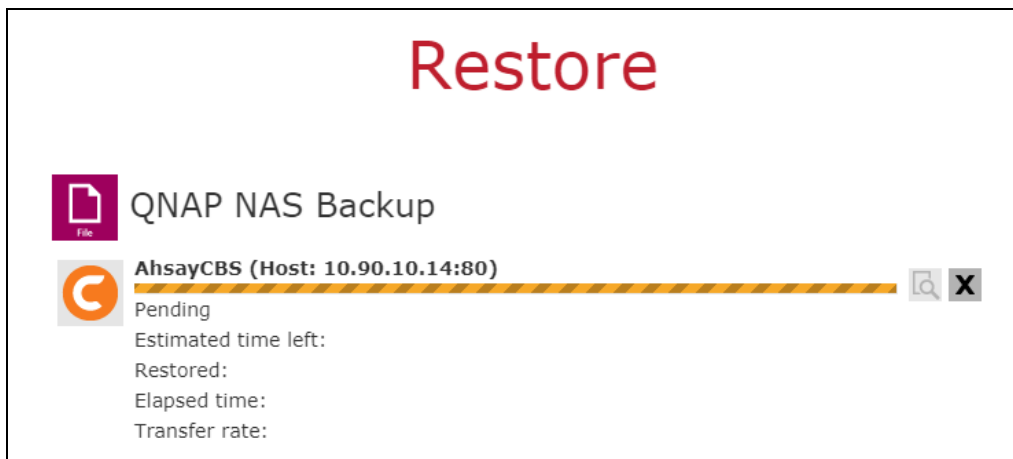 Restore
File
QNAP NAS Backup
AhsayCBS (Host: 10.90.10.14:80)
Pending
Estimated time left:
Restored:
Elapsed time:
Transfer rate: